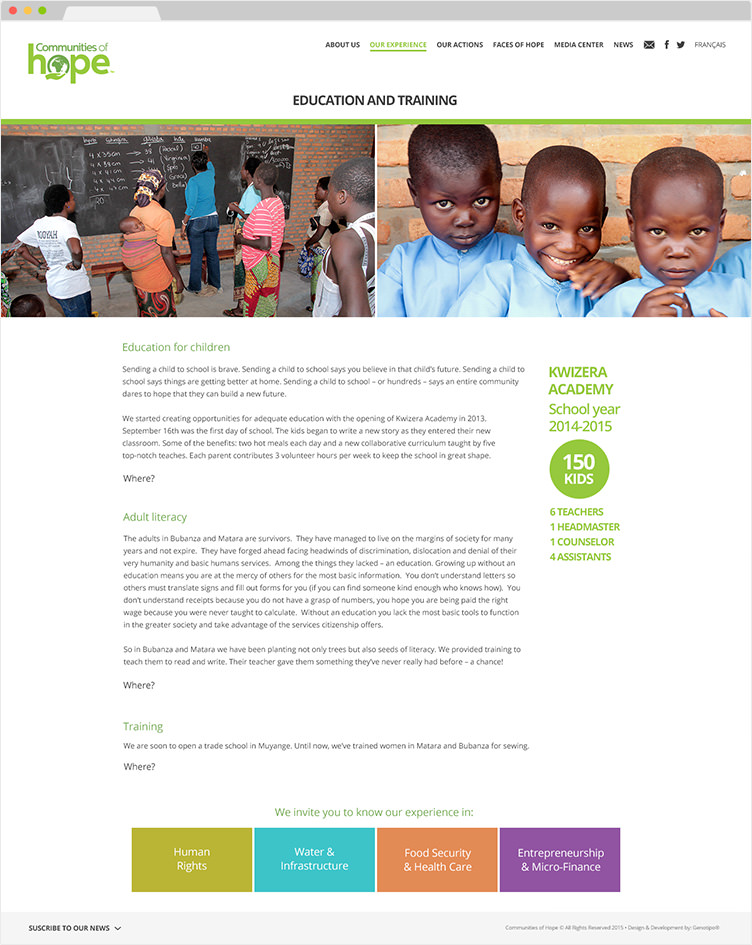 Communities of
hope™
ABOUT US OUR EXPERIENCE OUR ACTIONS FACES OF HOPE MEDIA CENTER NEWS FRANÇAIS
EDUCATION AND TRAINING
4 X 35cm
4 X 38cm
4 X 41cm
Education for children
Sending a child to school is brave. Sending a child to school says you believe in that child's future. Sending a child to
school says things are getting better at home. Sending a child to school – or hundreds – says an entire community
dares to hope that they can build a new future.
We started creating opportunities for adequate education with the opening of Kwizera Academy in 2013.
September 16th was the first day of school. The kids began to write a new story as they entered their new
classroom. Some of the benefits: two hot meals each day and a new collaborative curriculum taught by five
top-notch teaches. Each parent contributes 3 volunteer hours per week to keep the school in great shape.
Where?
KWIZERA
ACADEMY
School year
2014-2015
150
KIDS
6 TEACHERS
1 HEADMASTER
1 COUNSELOR
4 ASSISTANTS
Adult literacy
The adults in Bubanza and Matara are survivors. They have managed to live on the margins of society for many
years and not expire. They have forged ahead facing headwinds of discrimination, dislocation and denial of their
very humanity and basic humans services. Among the things they lacked – an education. Growing up without an
education means you are at the mercy of others for the most basic information. You don't understand letters so
others must translate signs and fill out forms for you (if you can find someone kind enough who knows how). You
don't understand receipts because you do not have a grasp of numbers, you hope you are being paid the right
wage because you were never taught to calculate. Without an education you lack the most basic tools to function
in the greater society and take advantage of the services citizenship offers.
So in Bubanza and Matara we have been planting not only trees but also seeds of literacy. We provided training to
teach them to read and write. Their teacher gave them something they've never really had before – a chance!
Where?
Training
We are soon to open a trade school in Muyange. Until now, we've trained women in Matara and Bubanza for sewing.
Where?
We invite you to know our experience in:
Human
Rights
Water &
Infrastructure
Food Security
& Health Care
Entrepreneurship
& Micro-Finance
SUSCRIBE TO OUR NEWS
Communities of Hope © All Rights Reserved 2015 • Design & Development by: Genotipo®